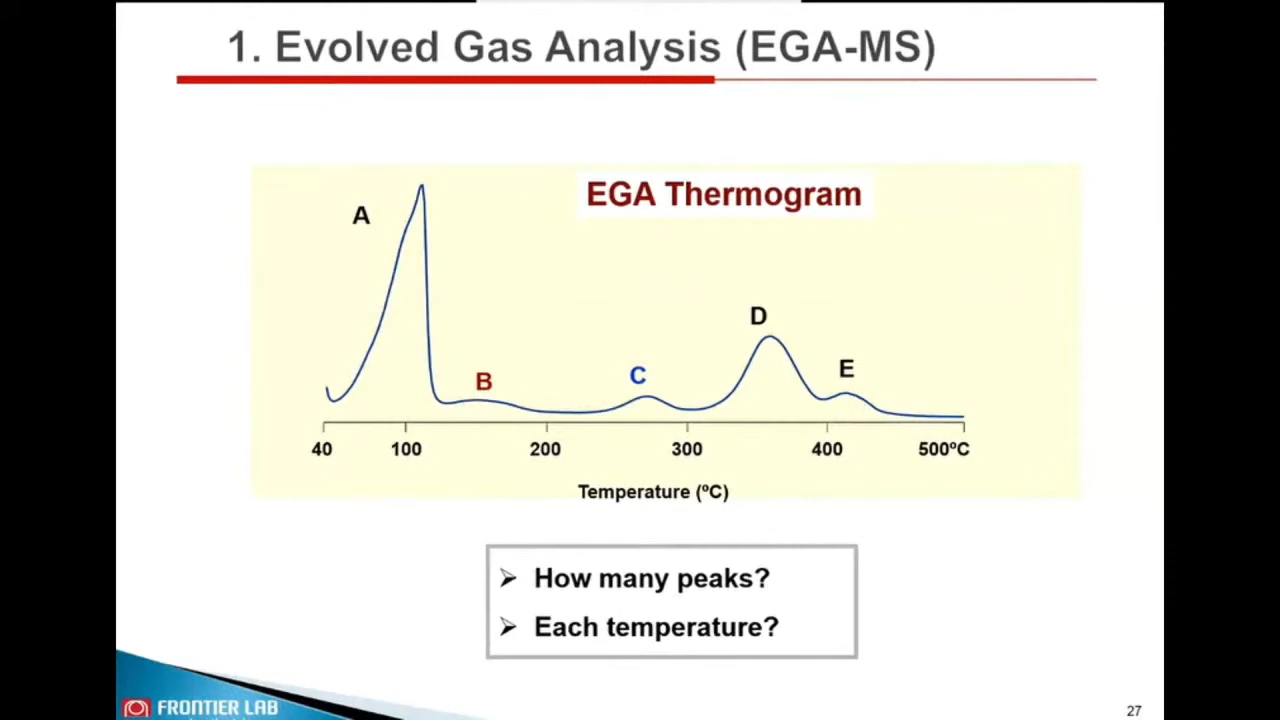 1. Evolved Gas Analysis (EGA-MS)
EGA Thermogram
A
B
C
D
E
40 100 200 300 400 500ºC
Temperature (ºC)
➢ How many peaks?
➢ Each temperature?
FRONTIER LAB
27